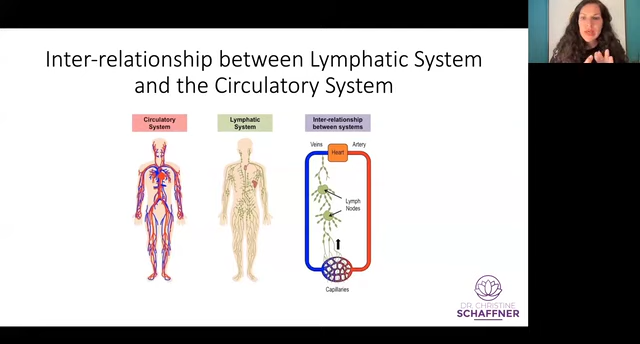 Inter-relationship between Lymphatic System
and the Circulatory System
Circulatory
System
Lymphatic
System
Inter-relationship
between systems
Veins
Heart
Artery
Lymph
Nodes
Capillaries
DR. CHRISTINE
SCHAFFNER